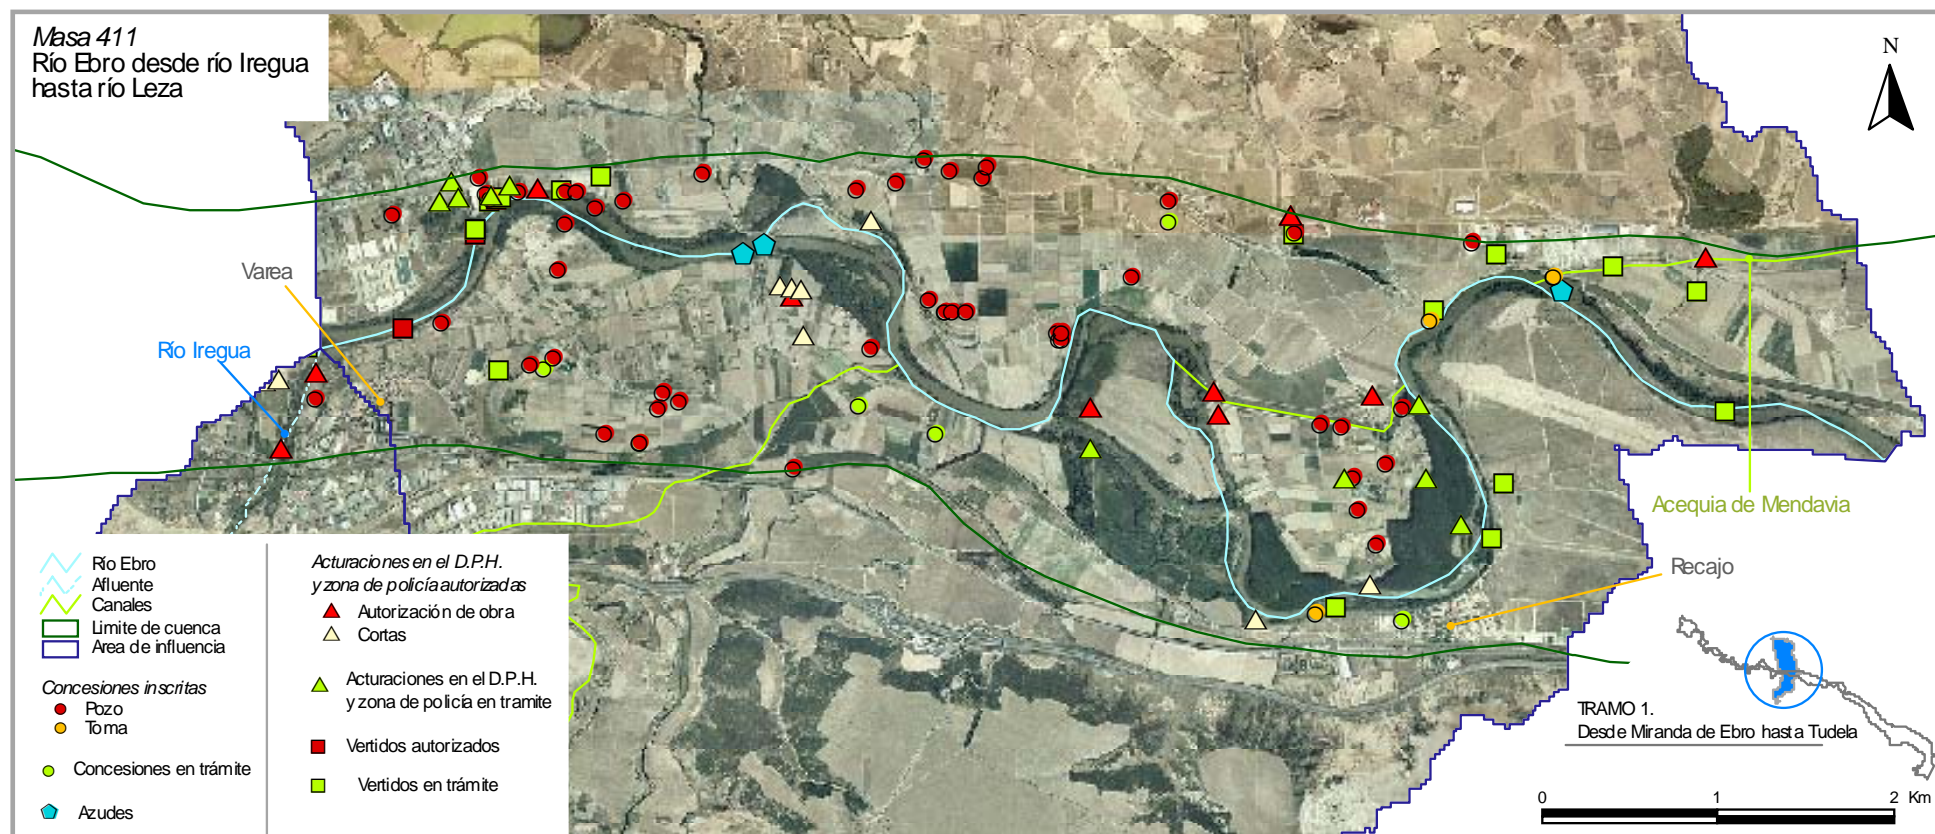 Masa 411
Río Ebro desde río Iregua
hasta río Leza
N
Varea
Río Iregua
Acequia de Mendavia
Recajo
Río Ebro
Afluente
Canales
Limite de cuenca
Area de influencia
Concesiones inscritas
Pozo
Toma
Concesiones en trámite
Azudes
Acturaciones en el D.P.H.
y zona de policía autorizadas
Autorización de obra
Cortas
Acturaciones en el D.P.H.
y zona de policía en tramite
Vertidos autorizados
Vertidos en trámite
TRAMO 1.
Desde Miranda de Ebro hasta Tudela
0 1 2 Km